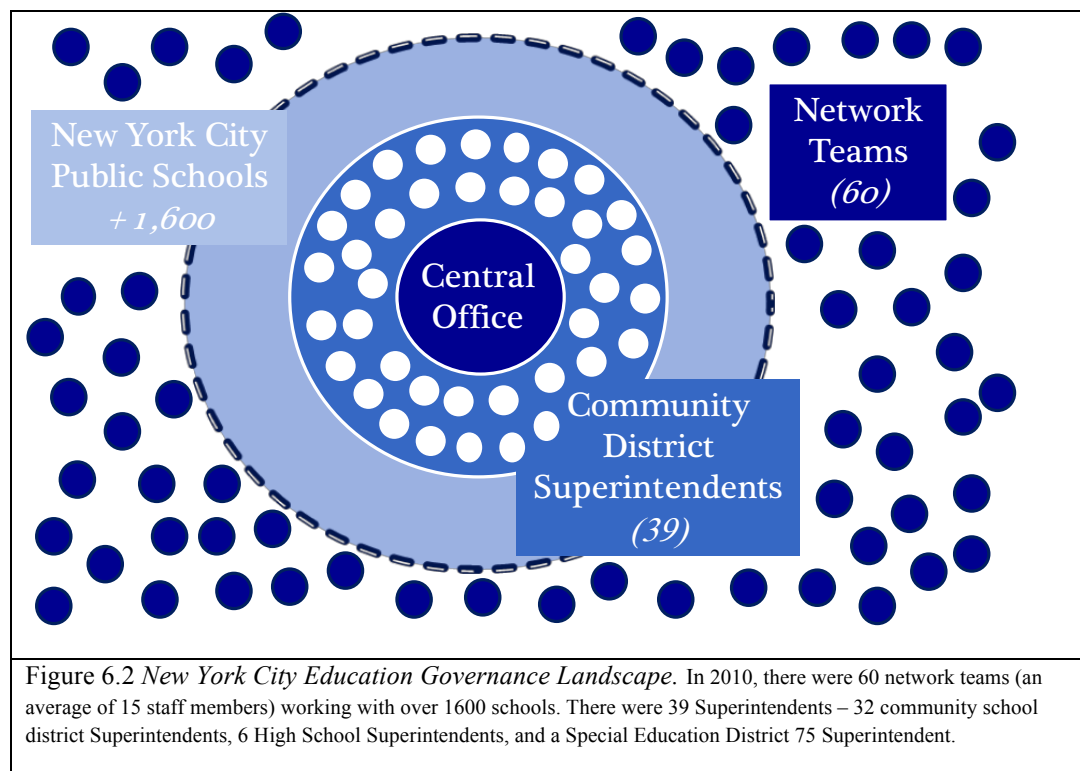 New York City
Public Schools
+1,600
Network
Teams
(60)
Central
Office
Community
District
Superintendents
(39)
Figure 6.2 New York City Education Governance Landscape. In 2010, there were 60 network teams (an
average of 15 staff members) working with over 1600 schools. There were 39 Superintendents – 32 community school
district Superintendents, 6 High School Superintendents, and a Special Education District 75 Superintendent.